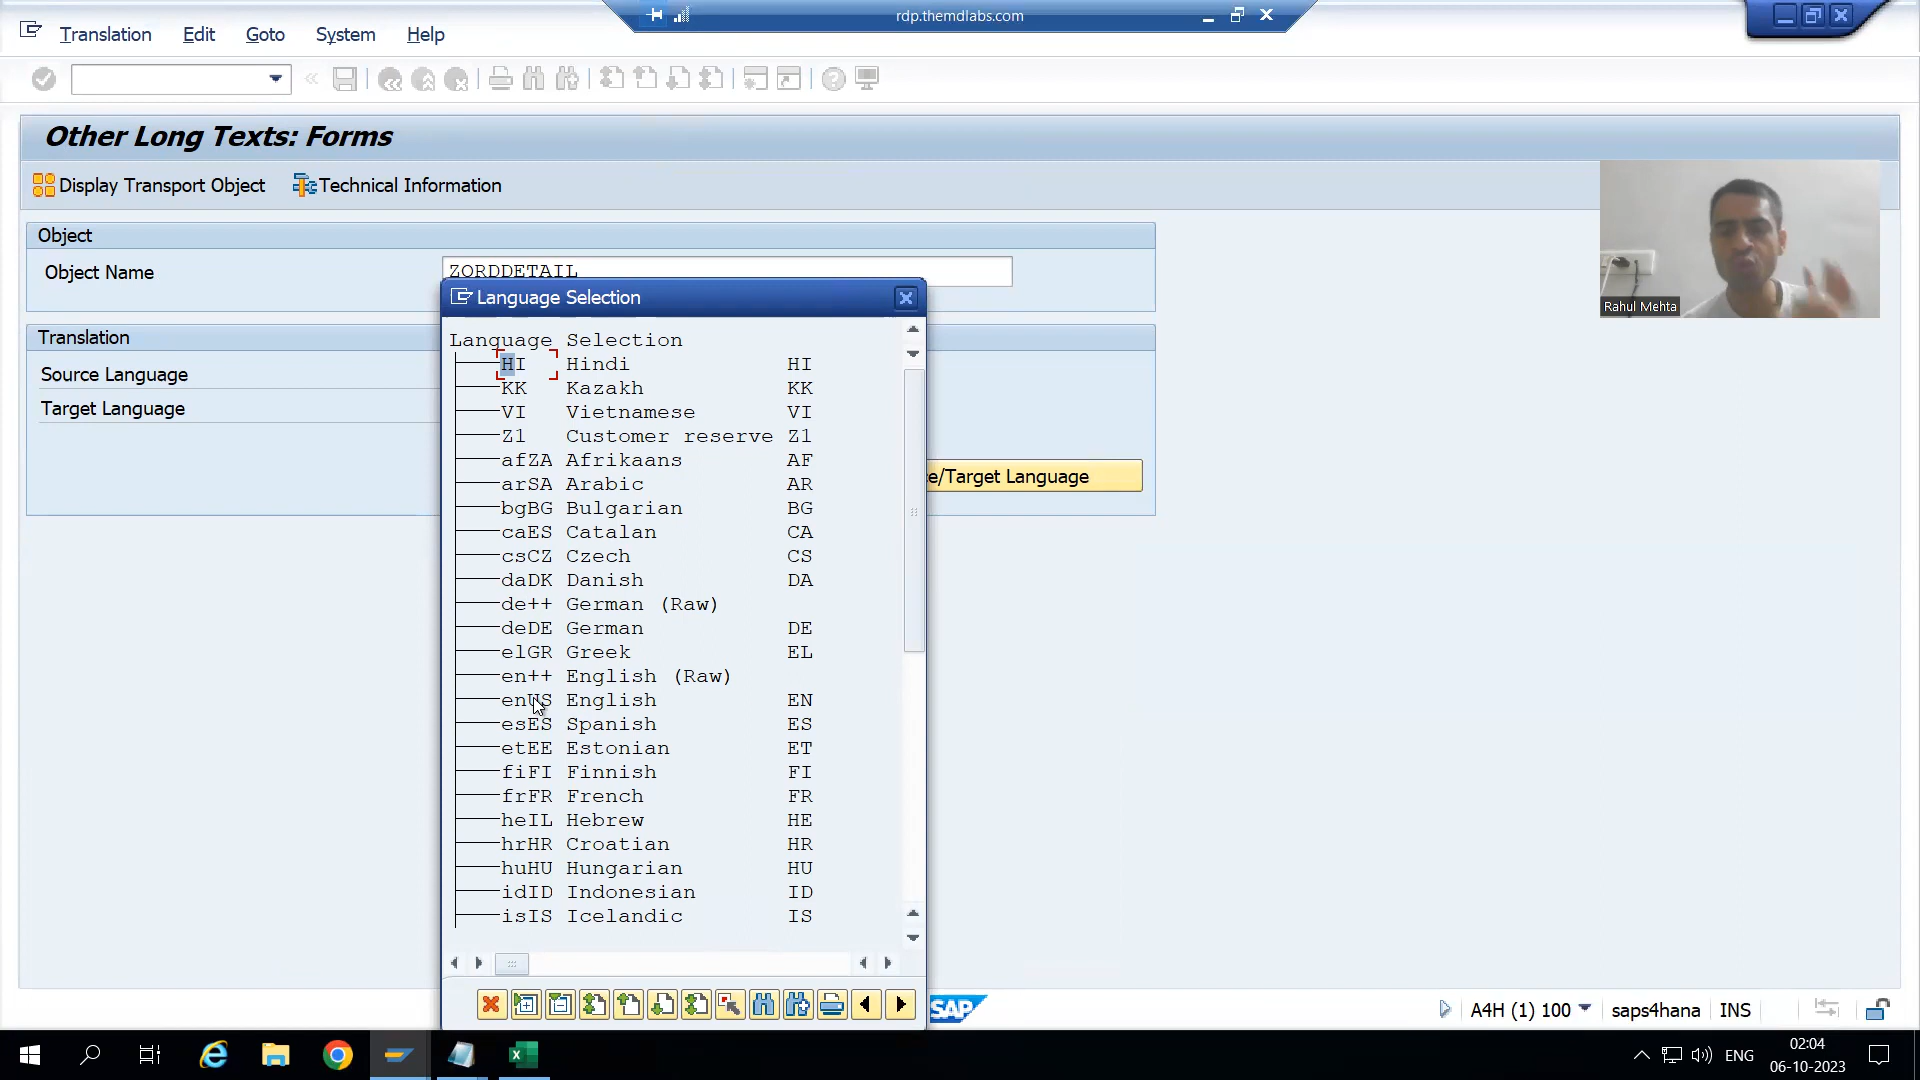 rdp.themdlabs.com
Translation Edit Goto System Help
Other Long Texts: Forms
Display Transport Object Technical Information
Object
Object Name ZORDDETAIL
Translation
Source Language
Target Language
e/Target Language
Rahul Mehta
Language Selection
Language Selection
HI Hindi HI
KK Kazakh KK
VI Vietnamese VI
Z1 Customer reserve Z1
afZA Afrikaans AF
arSA Arabic AR
bgBG Bulgarian BG
caES Catalan CA
csCZ Czech CS
daDK Danish DA
de++ German (Raw)
deDE German DE
elGR Greek EL
en++ English (Raw)
enUS English EN
esES Spanish ES
etEE Estonian ET
fiFI Finnish FI
frFR French FR
heIL Hebrew HE
hrHR Croatian HR
huHU Hungarian HU
idID Indonesian ID
isIS Icelandic IS
SAP A4H (1) 100 saps4hana INS
ENG 02:04
06-10-2023